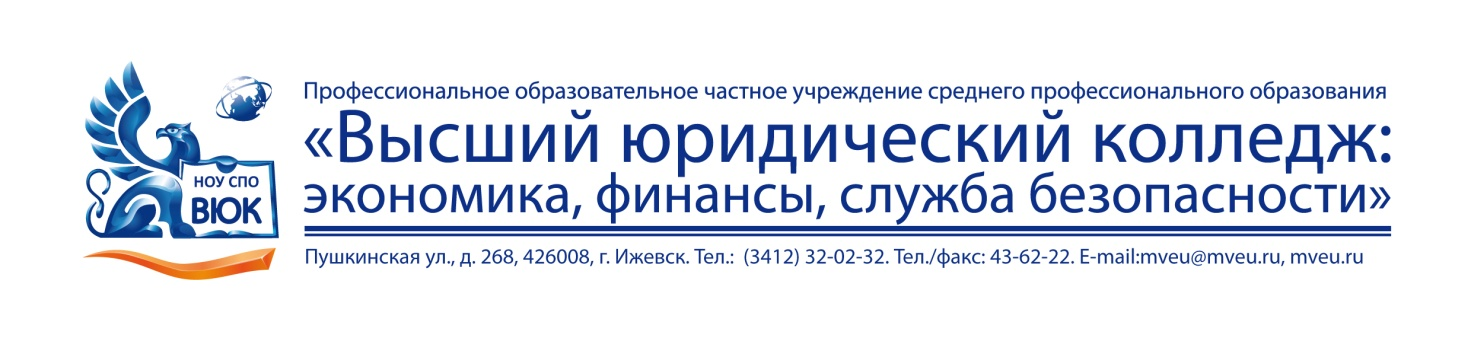 Профессиональное образовательное частное учреждение среднего профессионального образования
«Высший юридический колледж:
экономика, финансы, служба безопасности»
НОУ СПО
ВЮК
Пушкинская ул., д. 268, 426008, г. Ижевск. Тел.: (3412) 32-02-32. Тел./факс: 43-62-22. E-mail:mveu@mveu.ru, mveu.ru